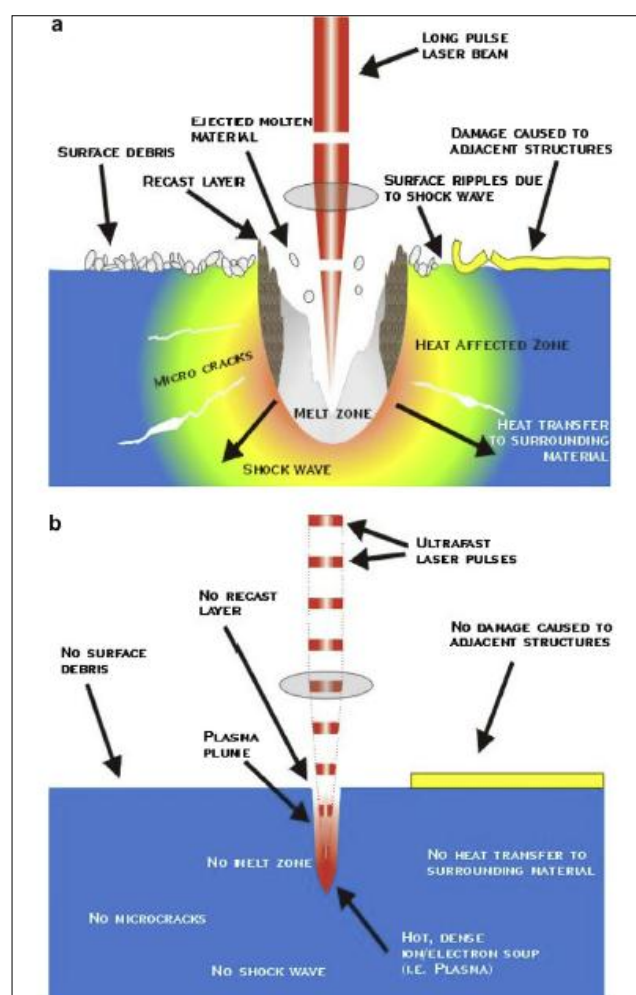 a
LONG PULSE
LASER BEAM
EJECTED MOLTEN
MATERIAL
DAMAGE CAUSED TO
ADJACENT STRUCTURES
SURFACE DEBRIS
RECAST LAYER
SURFACE RIPPLES DUE
TO SHOCK WAVE
MICRO CRACKS
HEAT AFFECTED ZONE
MELT ZONE
HEAT TRANSFER
TO SURROUNDING
MATERIAL
SHOCK WAVE
b
ULTRAFAST
LASER PULSES
NO RECAST
LAYER
NO DAMAGE CAUSED TO
ADJACENT STRUCTURES
NO SURFACE
DEBRIS
PLASMA
PLUME
NO MELT ZONE
NO HEAT TRANSFER TO
SURROUNDING MATERIAL
NO MICROCRACKS
HOT, DENSE
ION/ELECTRON SOUP
(I.E. PLASMA)
NO SHOCK WAVE